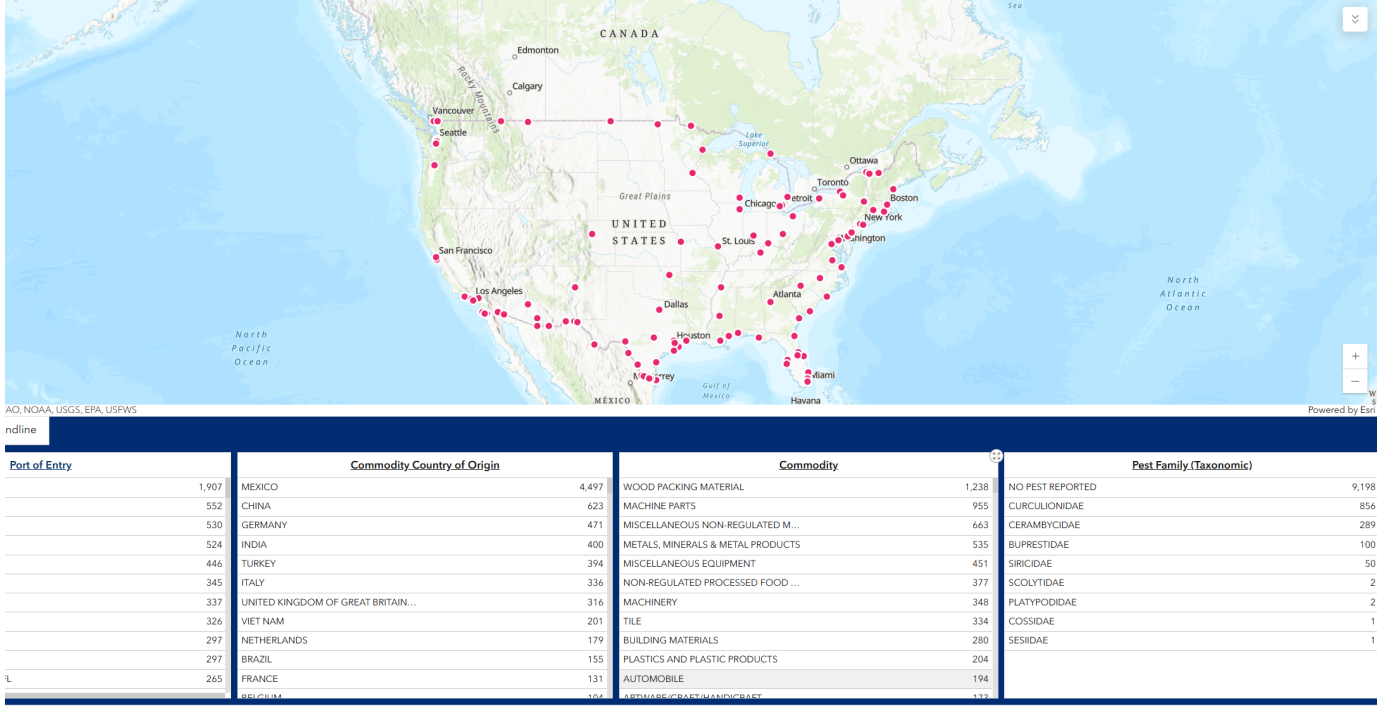 Sea
CANADA
Edmonton
Rocky Mountains
Calgary
Vancouver
Seattle
Lake Superior
Ottawa
Toronto
Great Plains
Chicago
etroit
Boston
New York
UNITED STATES
St. Louis
hington
San Francisco
North Atlantic Ocean
Los Angeles
Atlanta
Dallas
North Pacific Ocean
Houston
M rrey
Miami
Gulf of Mexico
MÉXICO
Havana
+
−
W
S
AO, NOAA, USGS, EPA, USFWS
Powered by Esri
ndline
Port of Entry
1,907
552
530
524
446
345
337
326
297
297
FL 265
Commodity Country of Origin
MEXICO 4,497
CHINA 623
GERMANY 471
INDIA 400
TURKEY 394
ITALY 336
UNITED KINGDOM OF GREAT BRITAIN... 316
VIET NAM 201
NETHERLANDS 179
BRAZIL 155
FRANCE 131
BELGIUM 104
Commodity
WOOD PACKING MATERIAL 1,238
MACHINE PARTS 955
MISCELLANEOUS NON-REGULATED M... 663
METALS, MINERALS & METAL PRODUCTS 535
MISCELLANEOUS EQUIPMENT 451
NON-REGULATED PROCESSED FOOD ... 377
MACHINERY 348
TILE 334
BUILDING MATERIALS 280
PLASTICS AND PLASTIC PRODUCTS 204
AUTOMOBILE 194
ARTWARE/CRAFT/HANDICRAFT 173
Pest Family (Taxonomic)
NO PEST REPORTED 9,198
CURCULIONIDAE 856
CERAMBYCIDAE 289
BUPRESTIDAE 100
SIRICIDAE 50
SCOLYTIDAE 2
PLATYPODIDAE 2
COSSIDAE 1
SESIIDAE 1